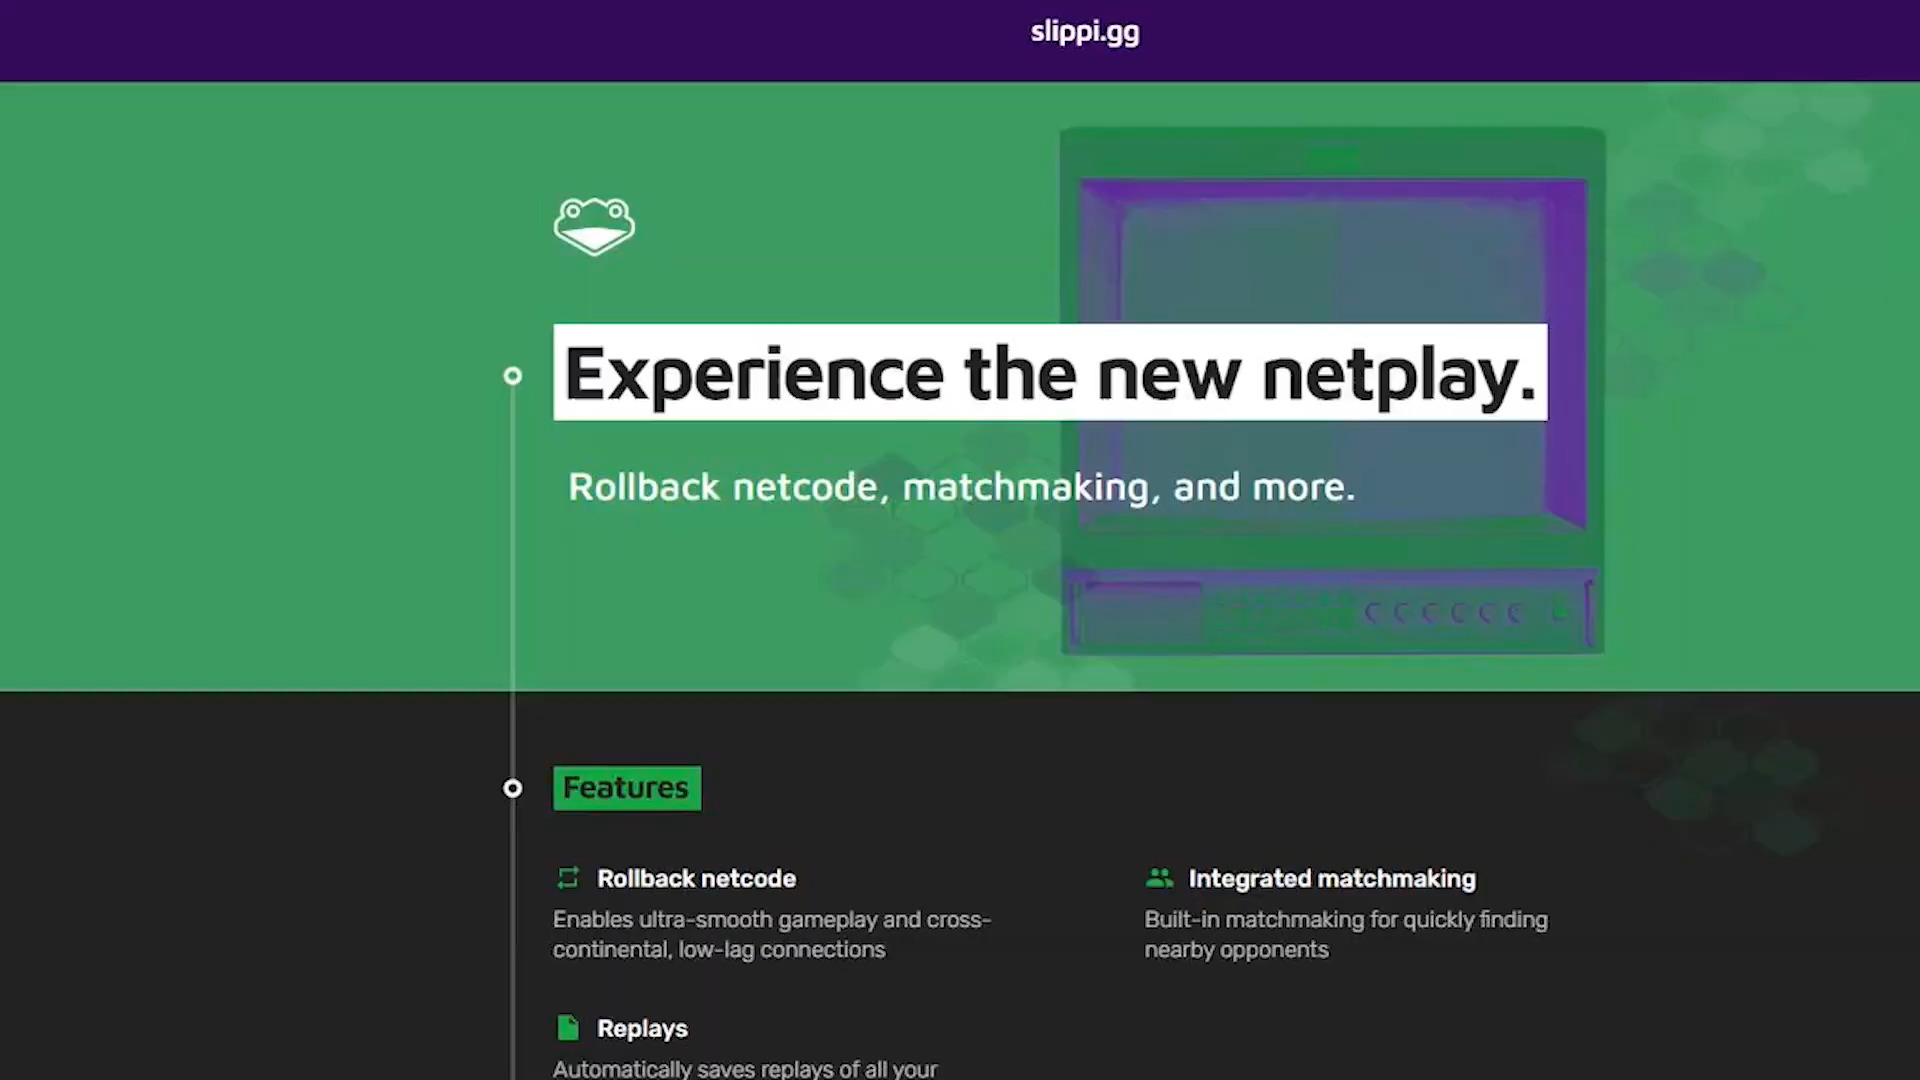 slippi.gg
Experience the new netplay.
Rollback netcode, matchmaking, and more.
Features
Rollback netcode
Enables ultra-smooth gameplay and cross-
continental, low-lag connections
Integrated matchmaking
Built-in matchmaking for quickly finding
nearby opponents
Replays
Automatically saves replays of all your